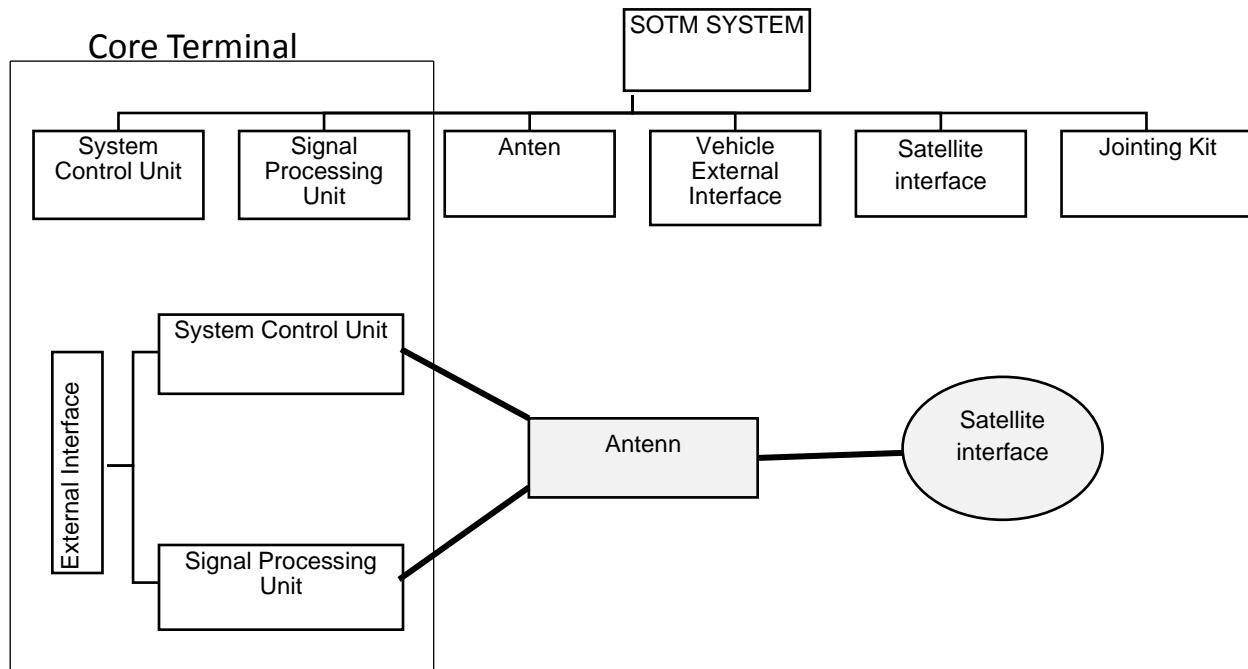 SOTM SYSTEM
Core Terminal
System
Control Unit
Signal
Processing
Unit
Anten
Vehicle
External
Interface
Satellite
interface
Jointing Kit
System Control Unit
External Interface
Antenn
Satellite
interface
Signal Processing
Unit